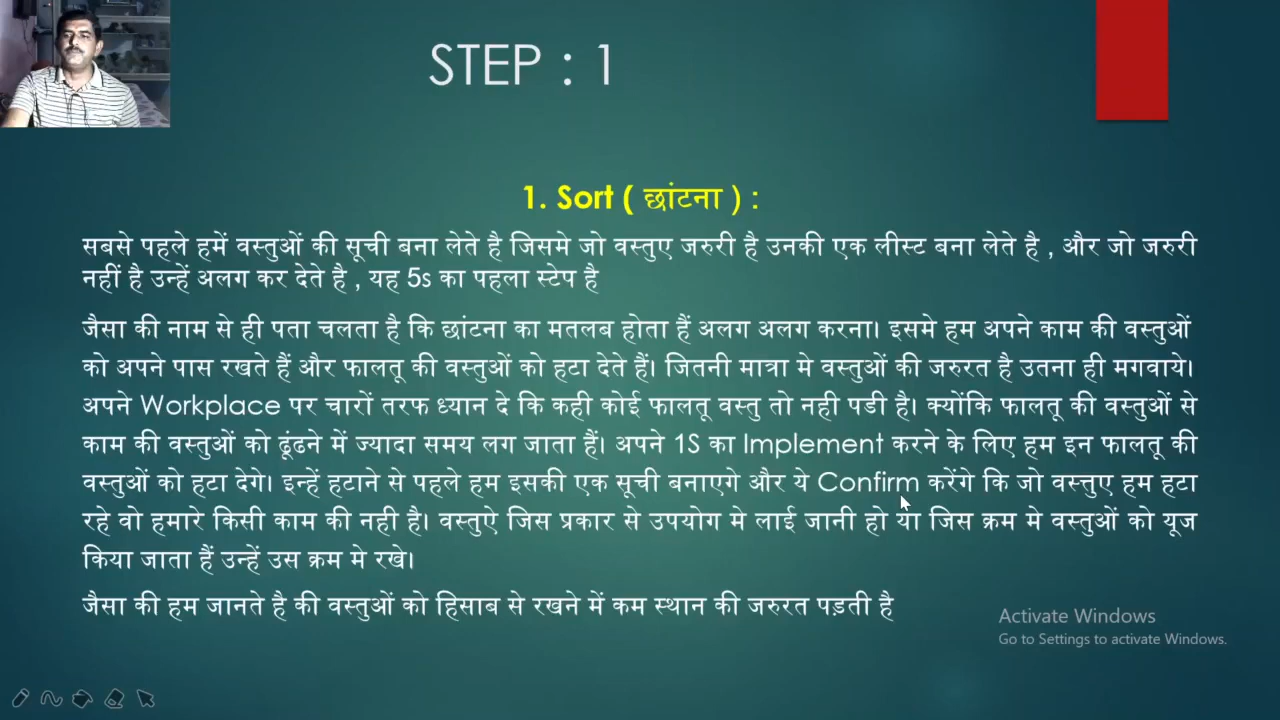 STEP : 1
1. Sort ( छांटना ) :
सबसे पहले हमें वस्तुओं की सूची बना लेते है जिसमे जो वस्तुए जरुरी है उनकी एक लीस्ट बना लेते है , और जो जरुरी
नहीं है उन्हें अलग कर देते है , यह 5s का पहला स्टेप है
जैसा की नाम से ही पता चलता है कि छांटना का मतलब होता हैं अलग अलग करना। इसमे हम अपने काम की वस्तुओं
को अपने पास रखते हैं और फालतू की वस्तुओं को हटा देते हैं। जितनी मात्रा मे वस्तुओं की जरुरत है उतना ही मगवाये।
अपने Workplace पर चारों तरफ ध्यान दे कि कही कोई फालतू वस्तु तो नही पडी है। क्योंकि फालतू की वस्तुओं से
काम की वस्तुओं को ढूंढने में ज्यादा समय लग जाता हैं। अपने 1S का Implement करने के लिए हम इन फालतू की
वस्तुओं को हटा देगे। इन्हें हटाने से पहले हम इसकी एक सूची बनाएगे और ये Confirm करेंगे कि जो वस्तुए हम हटा
रहे वो हमारे किसी काम की नही है। वस्तुऐ जिस प्रकार से उपयोग मे लाई जानी हो या जिस क्रम मे वस्तुओं को यूज
किया जाता हैं उन्हें उस क्रम मे रखे।
जैसा की हम जानते है की वस्तुओं को हिसाब से रखने में कम स्थान की जरुरत पड़ती है
Activate Windows
Go to Settings to activate Windows.